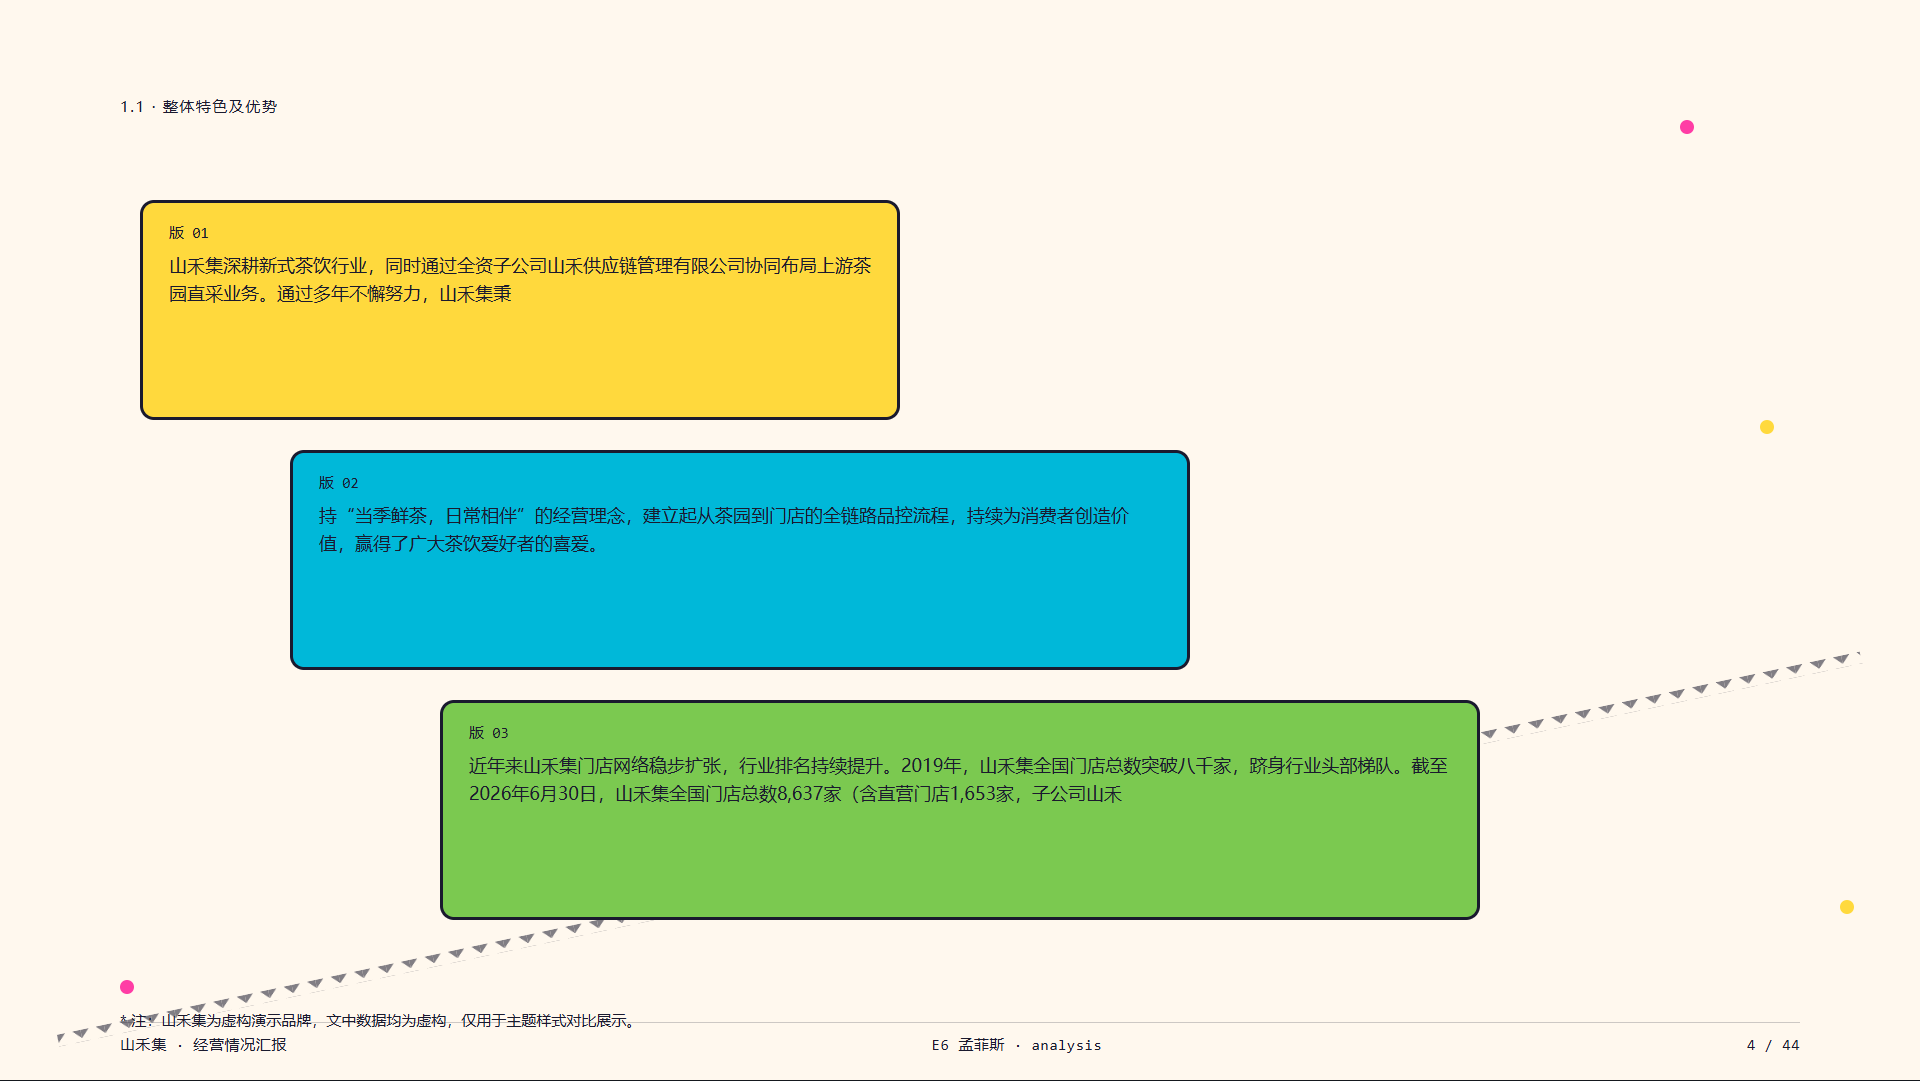 1.1 · 整体特色及优势
版 01
山禾集深耕新式茶饮行业，同时通过全资子公司山禾供应链管理有限公司协同布局上游茶
园直采业务。通过多年不懈努力，山禾集秉
版 02
持“当季鲜茶，日常相伴”的经营理念，建立起从茶园到门店的全链路品控流程，持续为消费者创造价
值，赢得了广大茶饮爱好者的喜爱。
版 03
近年来山禾集门店网络稳步扩张，行业排名持续提升。2019年，山禾集全国门店总数突破八千家，跻身行业头部梯队。截至
2026年6月30日，山禾集全国门店总数8,637家（含直营门店1,653家，子公司山禾
* 注：山禾集为虚构演示品牌，文中数据均为虚构，仅用于主题样式对比展示。
山禾集 · 经营情况汇报
E6 孟菲斯 · analysis
4 / 44